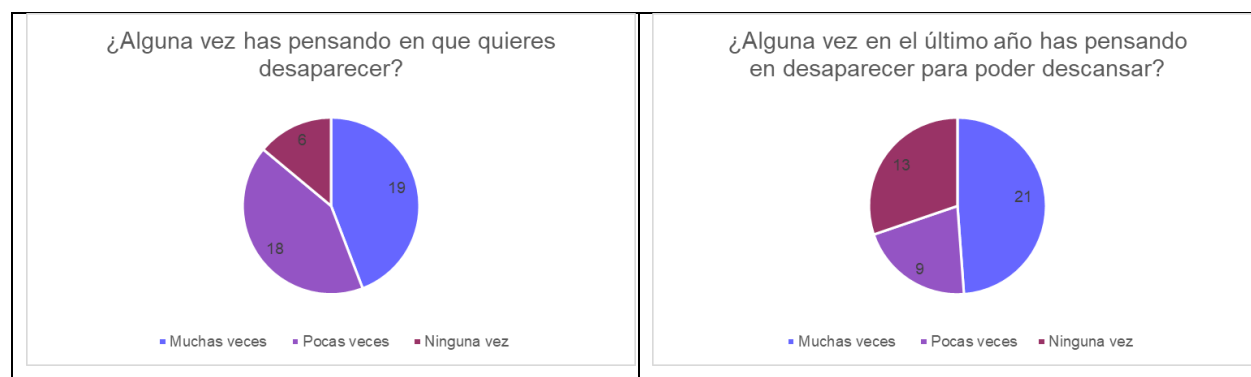 ¿Alguna vez has pensando en que quieres
desaparecer?
6
19
18
Muchas veces Pocas veces Ninguna vez
¿Alguna vez en el último año has pensando
en desaparecer para poder descansar?
13
21
9
Muchas veces Pocas veces Ninguna vez